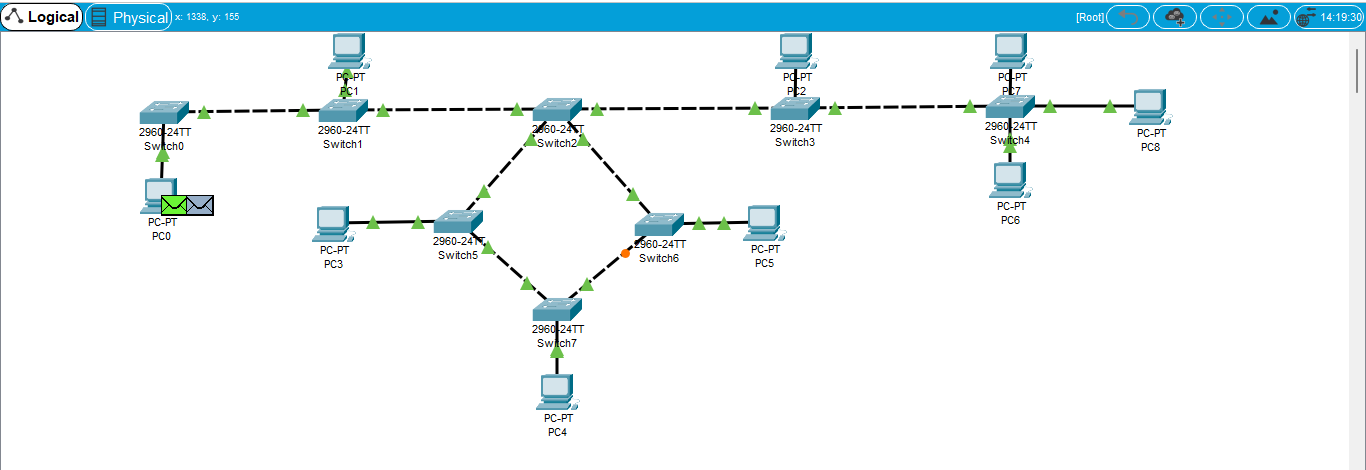 Logical
Physical
x: 1338, y: 155
[Root]
14:19:30
PC-PT
PC1
PC-PT
PC2
PC-PT
PC7
2960-24TT
Switch0
2960-24TT
Switch1
2960-24TT
Switch2
2960-24TT
Switch3
2960-24TT
Switch4
PC-PT
PC8
PC-PT
PC0
PC-PT
PC6
PC-PT
PC3
2960-24TT
Switch5
2960-24TT
Switch6
PC-PT
PC5
2960-24TT
Switch7
PC-PT
PC4